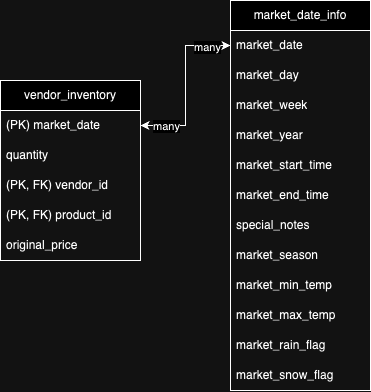 market_date_info
market_date
market_day
market_week
market_year
market_start_time
market_end_time
special_notes
market_season
market_min_temp
market_max_temp
market_rain_flag
market_snow_flag
many
many
vendor_inventory
(PK) market_date
quantity
(PK, FK) vendor_id
(PK, FK) product_id
original_price